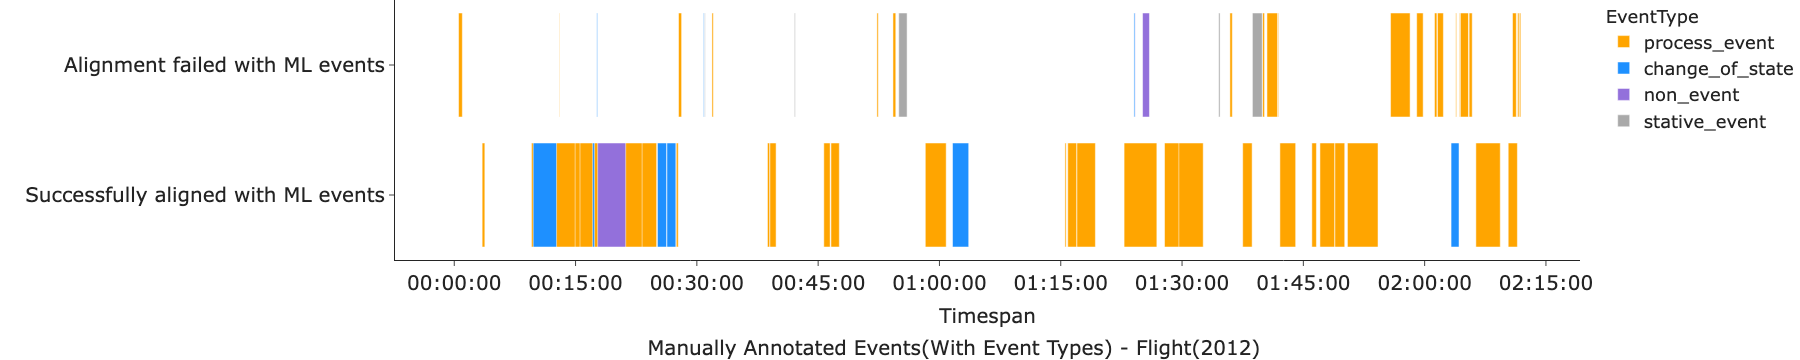 EventType
process_event
change_of_state
non_event
stative_event
Alignment failed with ML events
Successfully aligned with ML events
00:00:00 00:15:00 00:30:00 00:45:00 01:00:00 01:15:00 01:30:00 01:45:00 02:00:00 02:15:00
Timespan
Manually Annotated Events(With Event Types) - Flight(2012)